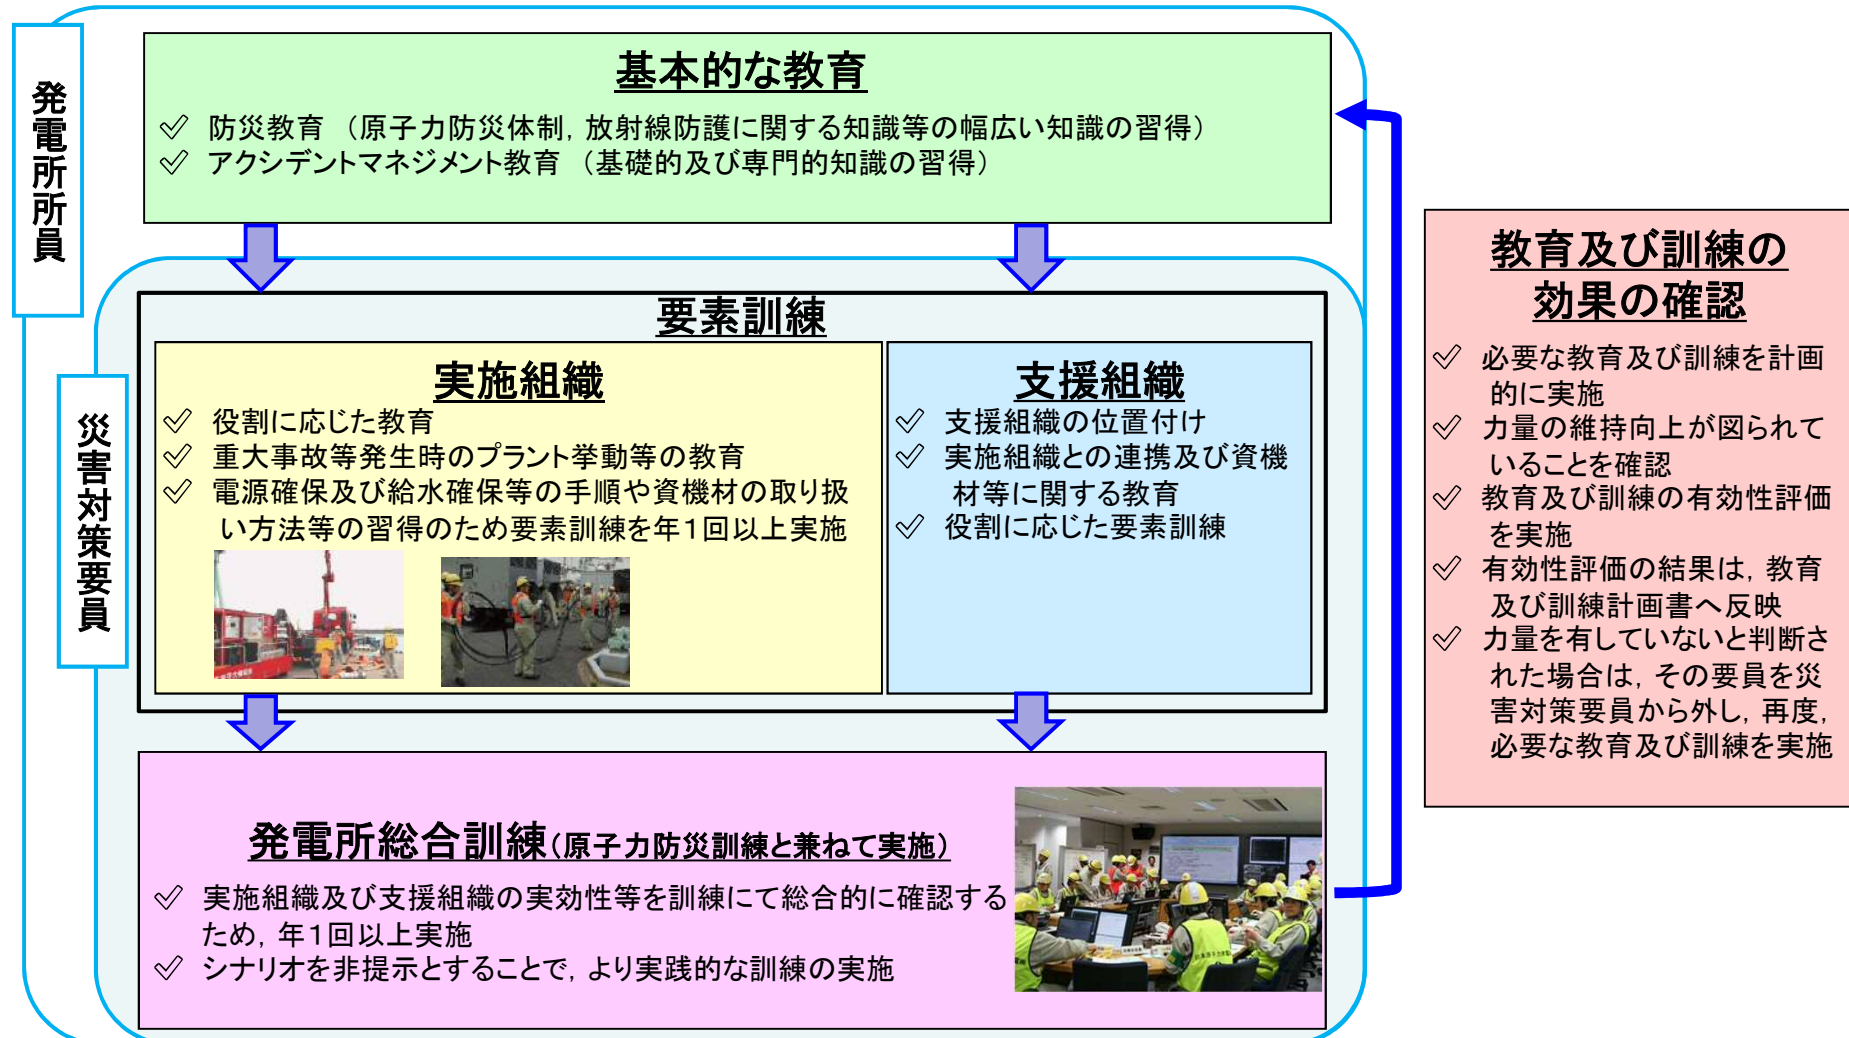 発電所所員
基本的な教育
✓ 防災教育 （原子力防災体制，放射線防護に関する知識等の幅広い知識の習得）
✓ アクシデントマネジメント教育 （基礎的及び専門的知識の習得）
災害対策要員
要素訓練
実施組織
✓ 役割に応じた教育
✓ 重大事故等発生時のプラント挙動等の教育
✓ 電源確保及び給水確保等の手順や資機材の取り扱
い方法等の習得のため要素訓練を年１回以上実施
支援組織
✓ 支援組織の位置付け
✓ 実施組織との連携及び資機
材等に関する教育
✓ 役割に応じた要素訓練
発電所総合訓練（原子力防災訓練と兼ねて実施）
✓ 実施組織及び支援組織の実効性等を訓練にて総合的に確認する
ため，年１回以上実施
✓ シナリオを非提示とすることで，より実践的な訓練の実施
教育及び訓練の
効果の確認
✓ 必要な教育及び訓練を計画
的に実施
✓ 力量の維持向上が図られて
いることを確認
✓ 教育及び訓練の有効性評価
を実施
✓ 有効性評価の結果は，教育
及び訓練計画書へ反映
✓ 力量を有していないと判断さ
れた場合は，その要員を災
害対策要員から外し，再度，
必要な教育及び訓練を実施